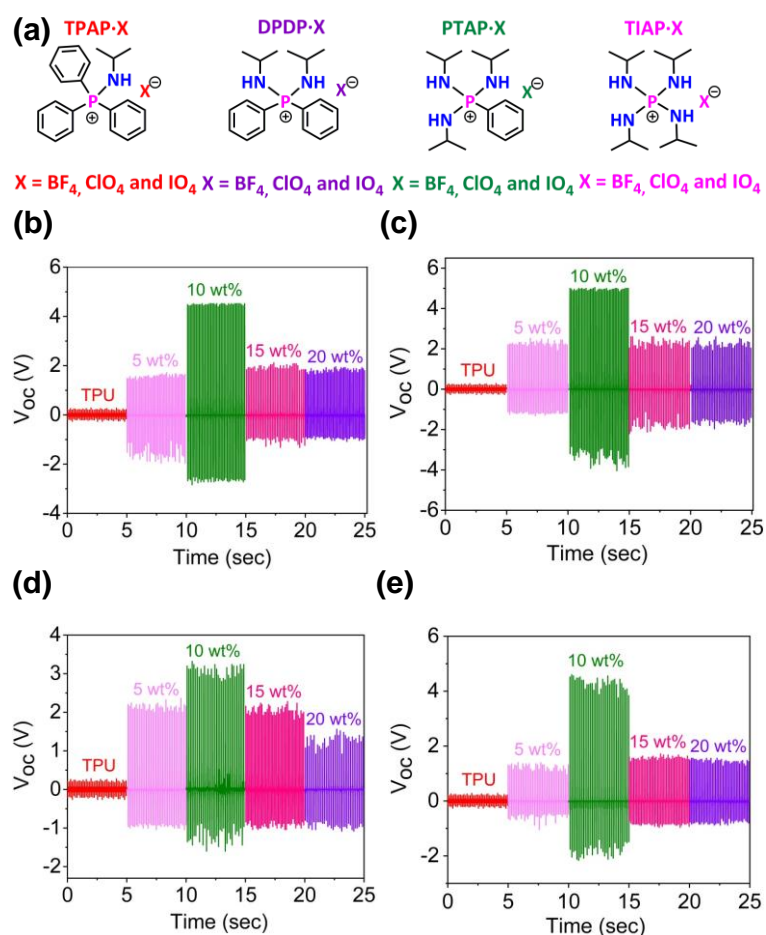 (a)
TPAP·X DPDP·X PTAP·X TIAP·X
NH X⊖ P ⊕
HN NH X⊖ P ⊕
HN NH X⊖ P HN ⊕
HN NH X⊖ P HN NH ⊕
X = BF4, ClO4 and IO4 X = BF4, ClO4 and IO4 X = BF4, ClO4 and IO4 X = BF4, ClO4 and IO4
(b)
6
4
2
0
-2
-4
VOC (V)
TPU
5 wt%
10 wt%
15 wt%
20 wt%
0 5 10 15 20 25
Time (sec)
(c)
6
4
2
0
-2
-4
-6
VOC (V)
TPU
5 wt%
10 wt%
15 wt%
20 wt%
0 5 10 15 20 25
Time (sec)
(d)
4
3
2
1
0
-1
-2
VOC (V)
TPU
5 wt%
10 wt%
15 wt%
20 wt%
0 5 10 15 20 25
Time (sec)
(e)
6
4
2
0
-2
VOC (V)
TPU
5 wt%
10 wt%
15 wt%
20 wt%
0 5 10 15 20 25
Time (sec)